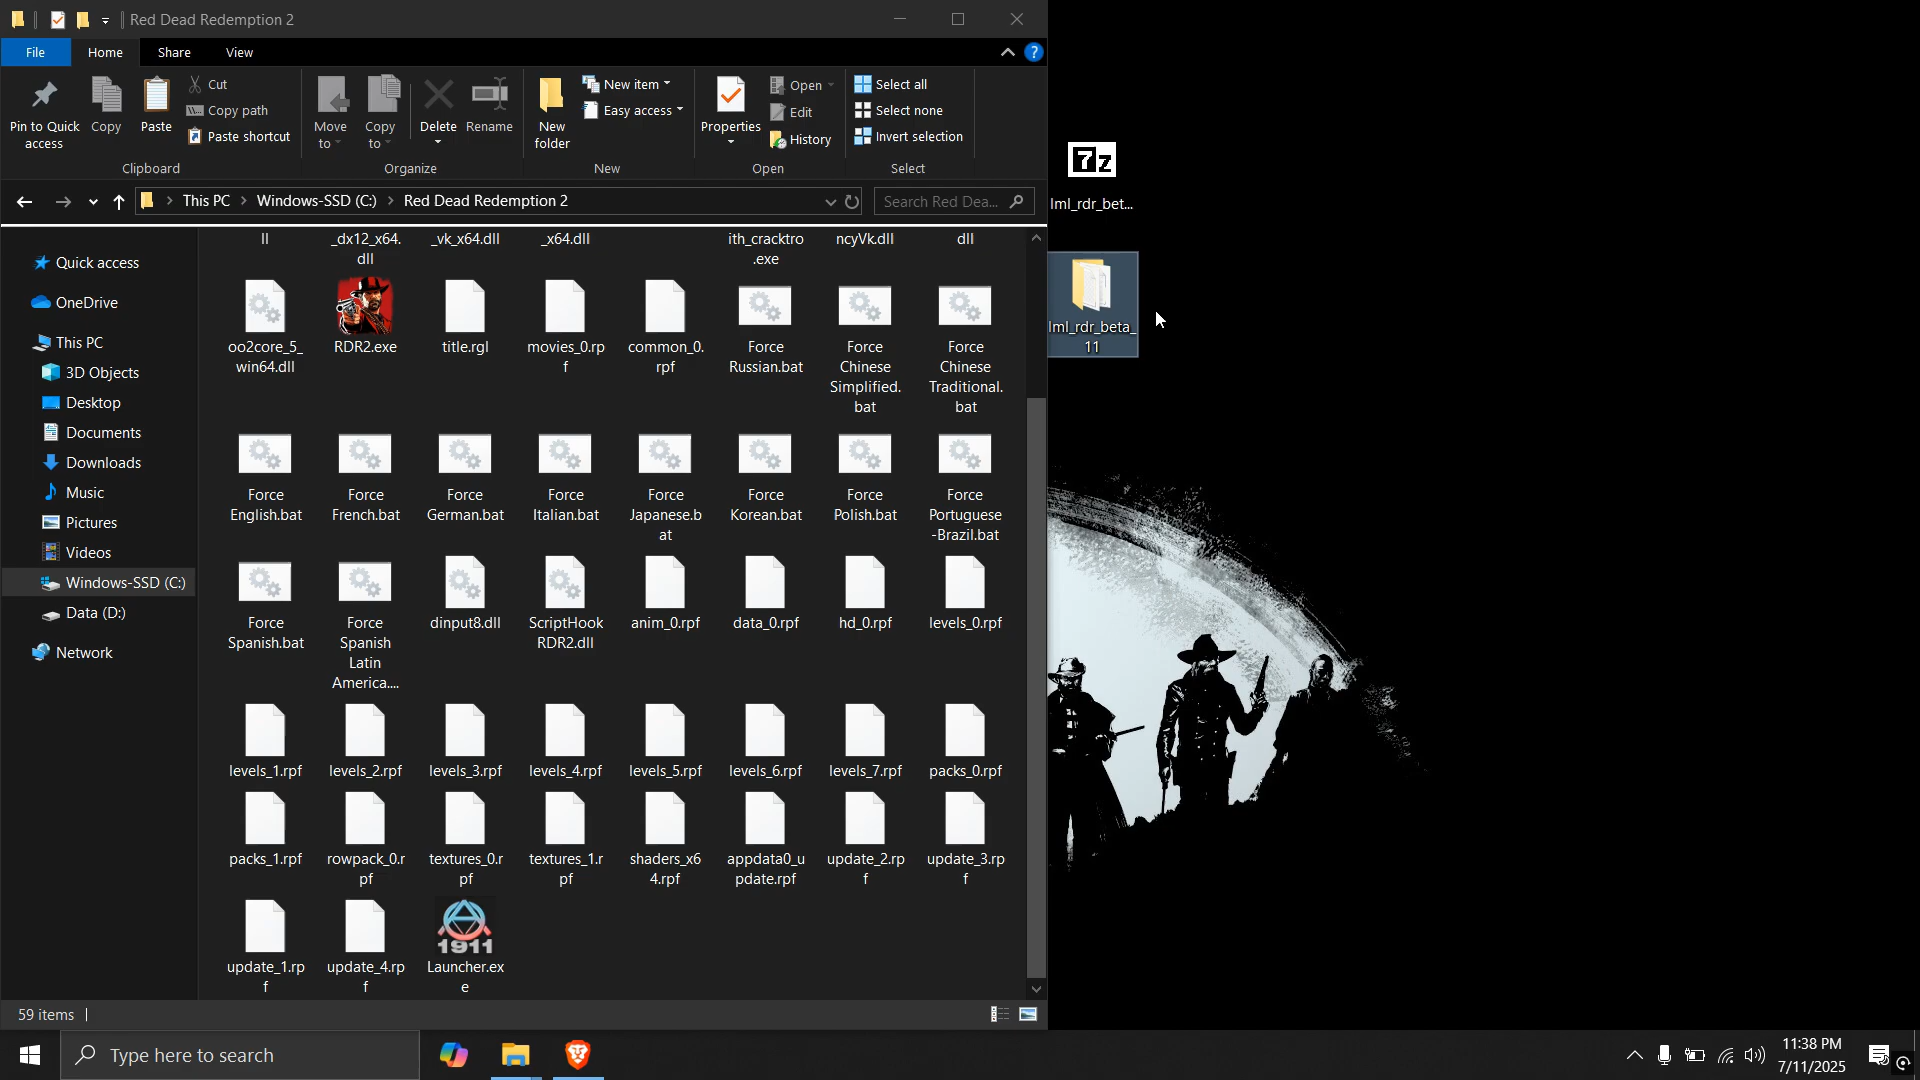 Red Dead Redemption 2
File
Home
Share
View
?
Pin to Quick
access
Copy
Paste
Cut
Copy path
Paste shortcut
Move
to
Copy
to
Delete
Rename
New
folder
New item
Easy access
Properties
Open
Edit
History
Select all
Select none
Invert selection
Clipboard
Organize
New
Open
Select
This PC
Windows-SSD (C:)
Red Dead Redemption 2
Search Red Dea...
Quick access
OneDrive
This PC
3D Objects
Desktop
Documents
Downloads
Music
Pictures
Videos
Windows-SSD (C:)
Data (D:)
Network
ll
_dx12_x64.
dll
_vk_x64.dll
_x64.dll
ith_cracktro
.exe
ncyVk.dll
dll
oo2core_5_
win64.dll
RDR2.exe
title.rgl
movies_0.rp
f
common_0.
rpf
Force
Russian.bat
Force
Chinese
Simplified.
bat
Force
Chinese
Traditional.
bat
Force
English.bat
Force
French.bat
Force
German.bat
Force
Italian.bat
Force
Japanese.b
at
Force
Korean.bat
Force
Polish.bat
Force
Portuguese
-Brazil.bat
Force
Spanish.bat
Force
Spanish
Latin
America....
dinput8.dll
ScriptHook
RDR2.dll
anim_0.rpf
data_0.rpf
hd_0.rpf
levels_0.rpf
levels_1.rpf
levels_2.rpf
levels_3.rpf
levels_4.rpf
levels_5.rpf
levels_6.rpf
levels_7.rpf
packs_0.rpf
packs_1.rpf
rowpack_0.r
pf
textures_0.r
pf
textures_1.r
pf
shaders_x6
4.rpf
appdata0_u
pdate.rpf
update_2.rp
f
update_3.rp
f
update_1.rp
f
update_4.rp
f
1911
Launcher.ex
e
59 items
7z
lml_rdr_bet...
lml_rdr_beta_
11
Type here to search
11:38 PM
7/11/2025